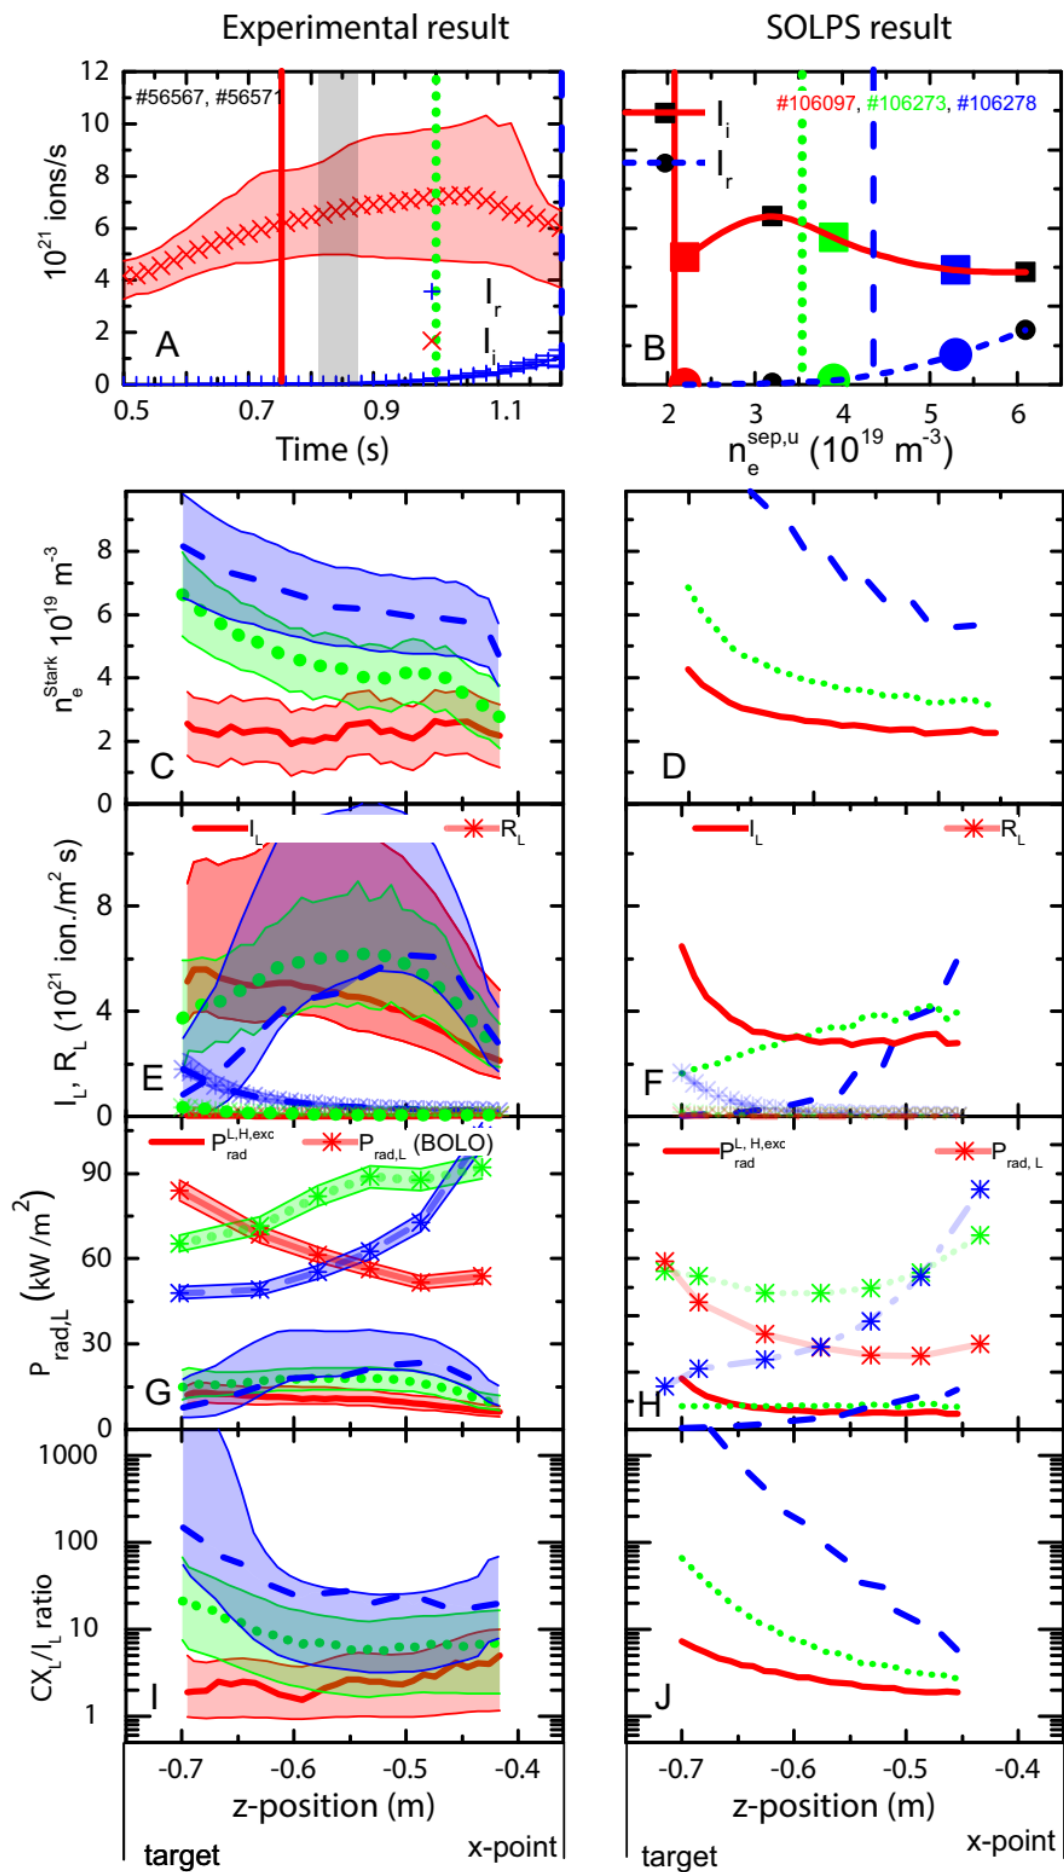 Experimental result
SOLPS result
12
10
8
6
4
2
0
10^21 ions/s
#56567, #56571
I_r
I_i
A
0.5
0.7
0.9
1.1
Time (s)
#106097, #106273, #106278
I_i
I_r
B
2
3
4
5
6
n_e^sep,u (10^19 m^-3)
8
6
4
2
0
n_e^Stark 10^19 m^-3
C
D
I_L
R_L
I_L
R_L
8
4
0
I_L, R_L (10^21 ion./m^2 s)
E
F
P_rad^L,H,exc
P_rad,L (BOLO)
P_rad^L, H,exc
P_rad, L
90
60
30
0
P_rad,L (kW/m^2)
G
H
1000
100
10
1
CX_L/I_L ratio
I
J
-0.7
-0.6
-0.5
-0.4
-0.7
-0.6
-0.5
-0.4
z-position (m)
z-position (m)
target
x-point
target
x-point